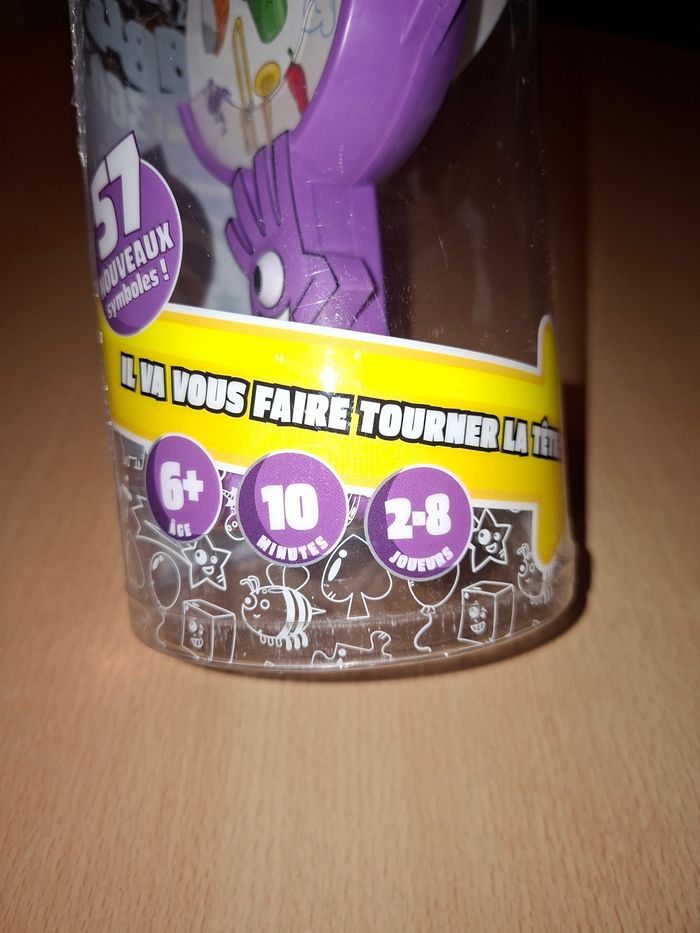 57
NOUVEAUX
symboles !
IL VA VOUS FAIRE TOURNER LA TÊTE
6+
ÂGE
10
MINUTES
2-8
JOUEURS